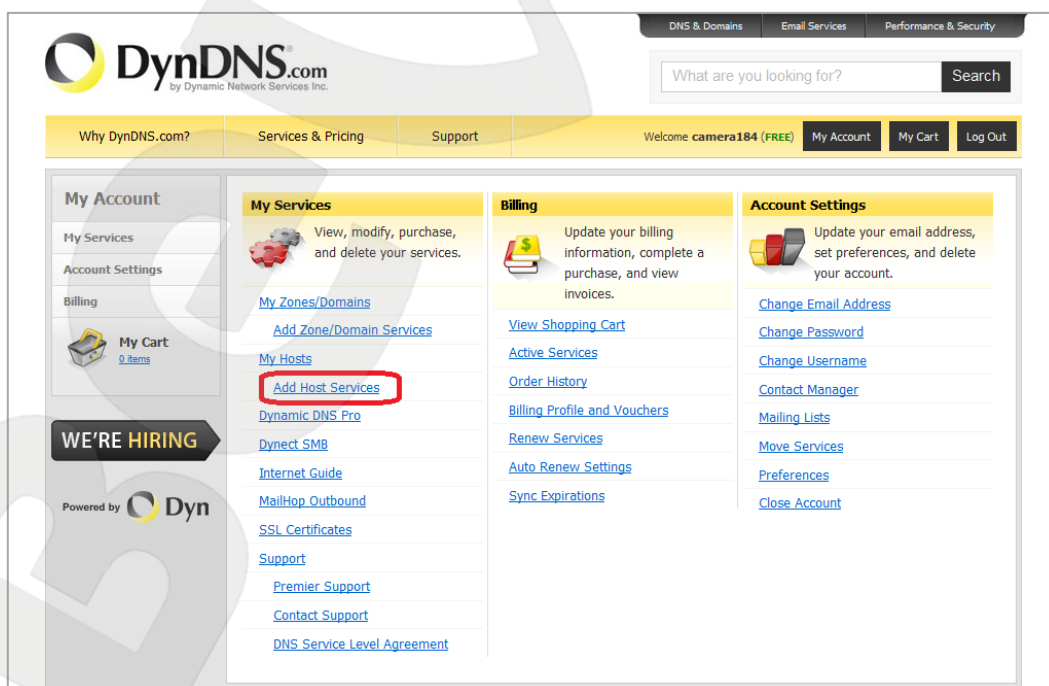 DNS & Domains Email Services Performance & Security
DynDNS.com
by Dynamic Network Services Inc.
What are you looking for? Search
Why DynDNS.com? Services & Pricing Support Welcome camera184 (FREE) My Account My Cart Log Out
My Account
My Services
Account Settings
Billing
My Cart
0 items
WE'RE HIRING
Powered by Dyn
My Services
View, modify, purchase,
and delete your services.
My Zones/Domains
Add Zone/Domain Services
My Hosts
Add Host Services
Dynamic DNS Pro
Dynect SMB
Internet Guide
MailHop Outbound
SSL Certificates
Support
Premier Support
Contact Support
DNS Service Level Agreement
Billing
Update your billing
information, complete a
purchase, and view
invoices.
View Shopping Cart
Active Services
Order History
Billing Profile and Vouchers
Renew Services
Auto Renew Settings
Sync Expirations
Account Settings
Update your email address,
set preferences, and delete
your account.
Change Email Address
Change Password
Change Username
Contact Manager
Mailing Lists
Move Services
Preferences
Close Account